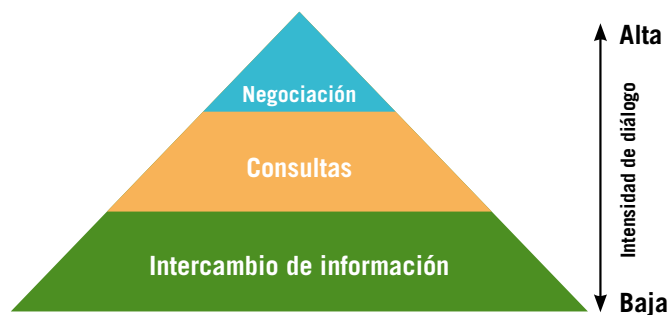 Alta
Negociación
Consultas
Intercambio de información
Intensidad de diálogo
Baja